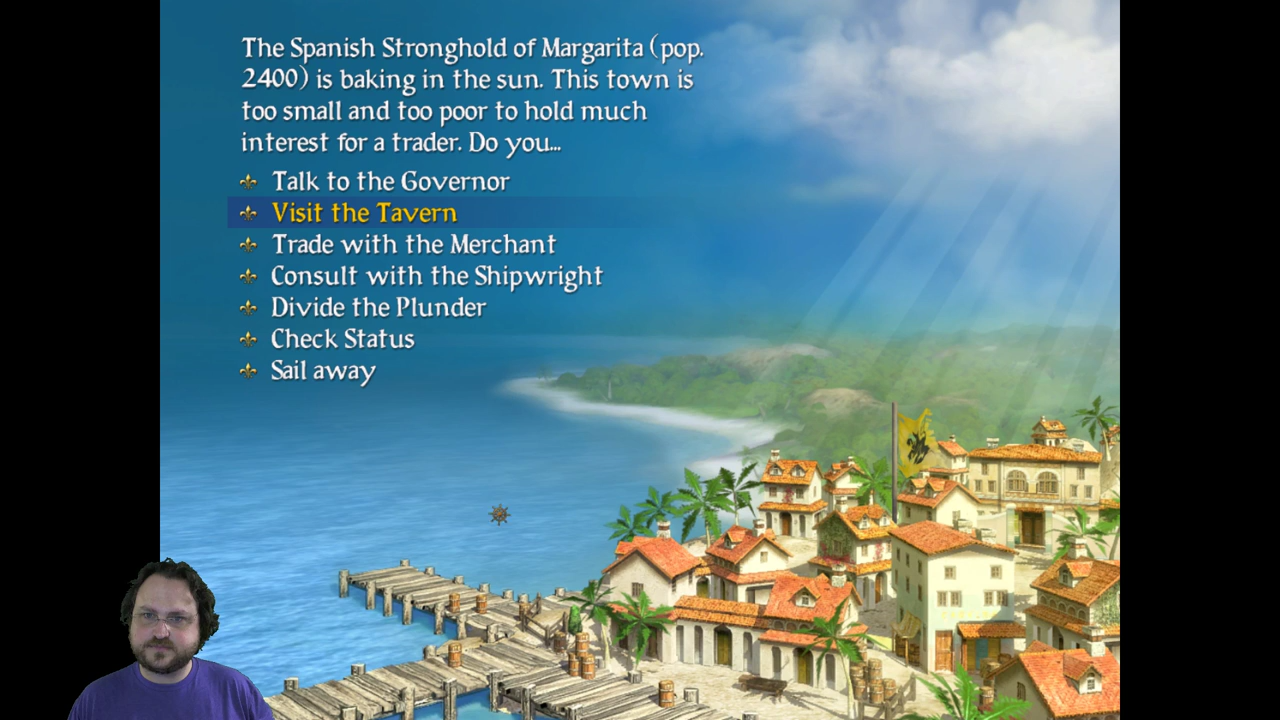 The Spanish Stronghold of Margarita (pop.
2400) is baking in the sun. This town is
too small and too poor to hold much
interest for a trader. Do you...
Talk to the Governor
Visit the Tavern
Trade with the Merchant
Consult with the Shipwright
Divide the Plunder
Check Status
Sail away